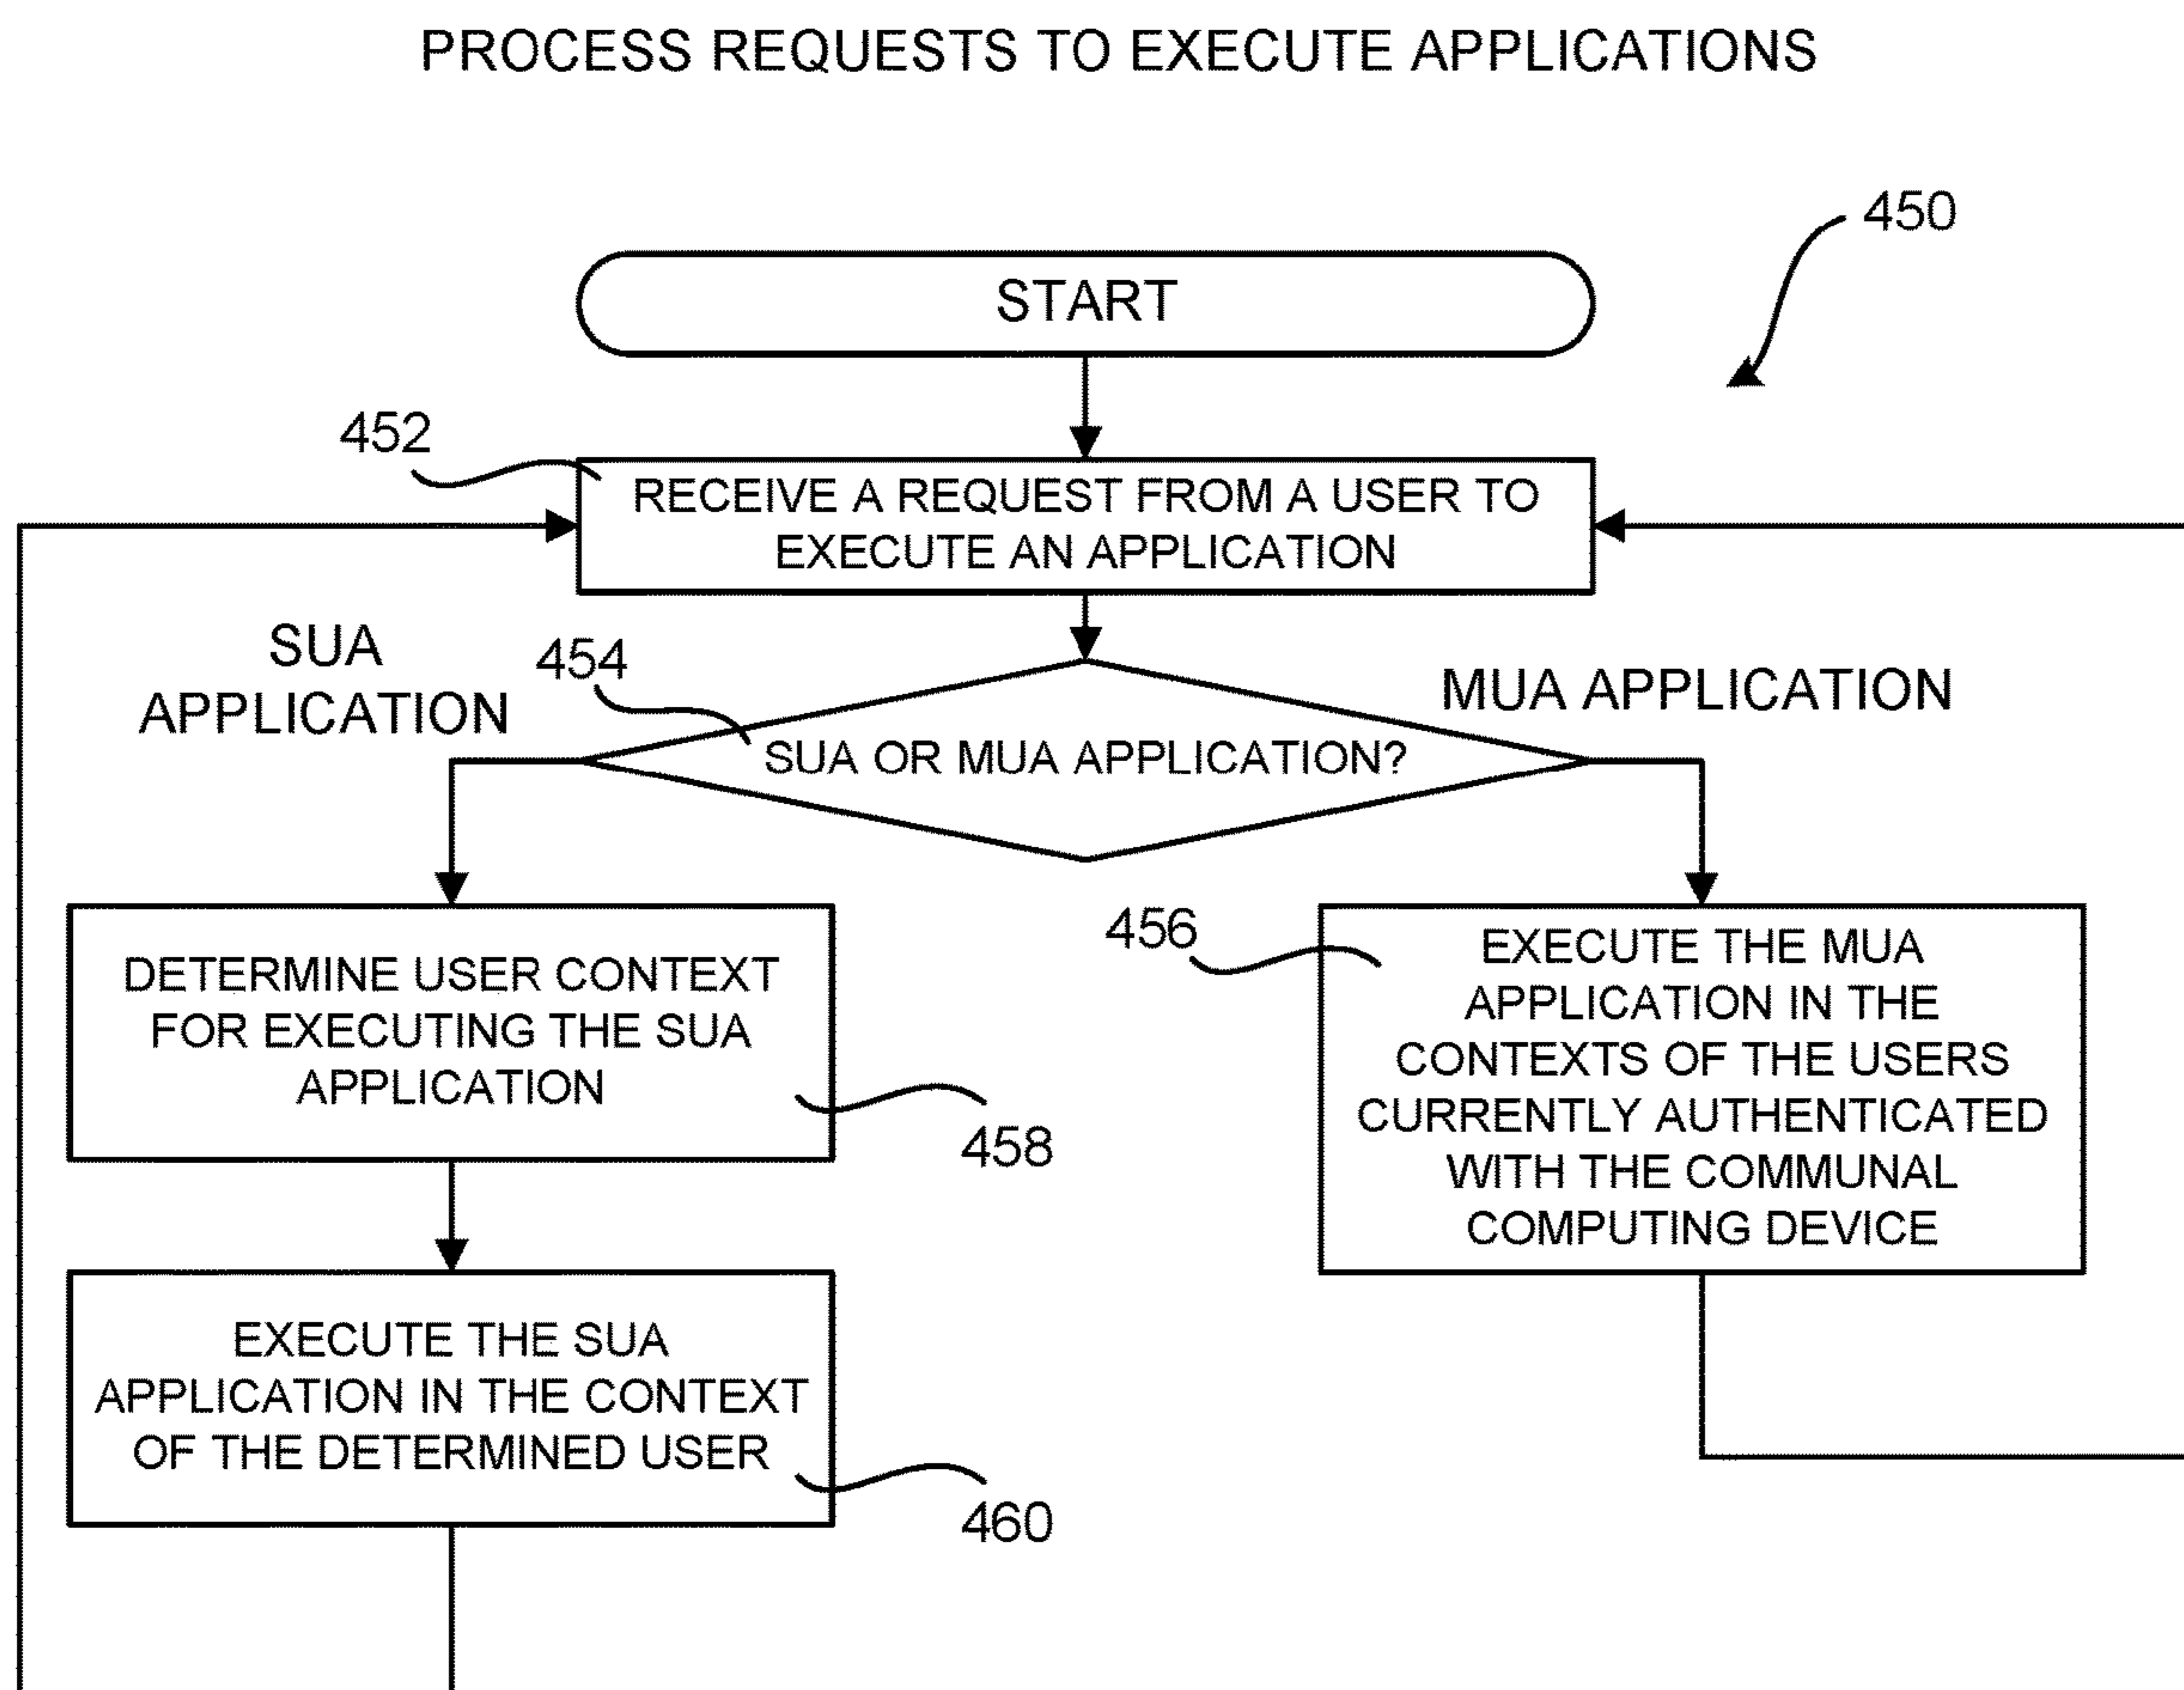 PROCESS REQUESTS TO EXECUTE APPLICATIONS
450
START
452
RECEIVE A REQUEST FROM A USER TO
EXECUTE AN APPLICATION
SUA
APPLICATION
454
MUA APPLICATION
SUA OR MUA APPLICATION?
DETERMINE USER CONTEXT
FOR EXECUTING THE SUA
APPLICATION
458
456
EXECUTE THE MUA
APPLICATION IN THE
CONTEXTS OF THE USERS
CURRENTLY AUTHENTICATED
WITH THE COMMUNAL
COMPUTING DEVICE
EXECUTE THE SUA
APPLICATION IN THE CONTEXT
OF THE DETERMINED USER
460